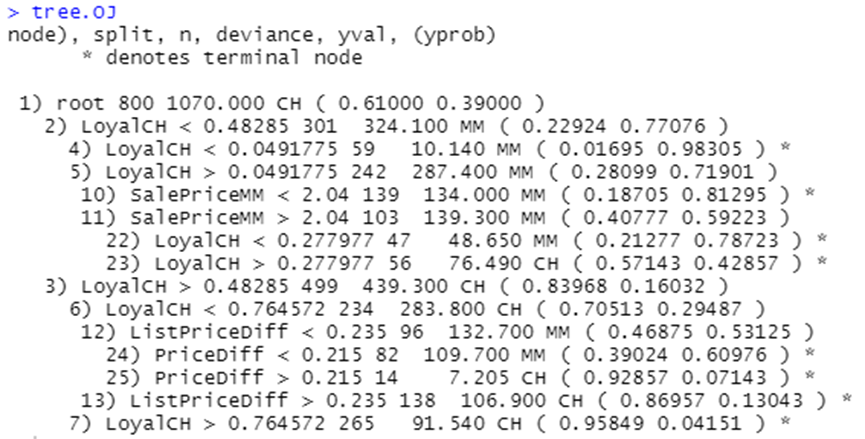 > tree.OJ
node), split, n, deviance, yval, (yprob)
      * denotes terminal node

 1) root 800 1070.000 CH ( 0.61000 0.39000 )
   2) LoyalCH < 0.48285 301  324.100 MM ( 0.22924 0.77076 )
     4) LoyalCH < 0.0491775 59   10.140 MM ( 0.01695 0.98305 ) *
     5) LoyalCH > 0.0491775 242  287.400 MM ( 0.28099 0.71901 )
      10) SalePriceMM < 2.04 139  134.000 MM ( 0.18705 0.81295 ) *
      11) SalePriceMM > 2.04 103  139.300 MM ( 0.40777 0.59223 )
        22) LoyalCH < 0.277977 47   48.650 MM ( 0.21277 0.78723 ) *
        23) LoyalCH > 0.277977 56   76.490 CH ( 0.57143 0.42857 ) *
   3) LoyalCH > 0.48285 499  439.300 CH ( 0.83968 0.16032 )
     6) LoyalCH < 0.764572 234  283.800 CH ( 0.70513 0.29487 )
      12) ListPriceDiff < 0.235 96  132.700 MM ( 0.46875 0.53125 )
        24) PriceDiff < 0.215 82  109.700 MM ( 0.39024 0.60976 ) *
        25) PriceDiff > 0.215 14    7.205 CH ( 0.92857 0.07143 ) *
      13) ListPriceDiff > 0.235 138  106.900 CH ( 0.86957 0.13043 ) *
     7) LoyalCH > 0.764572 265   91.540 CH ( 0.95849 0.04151 ) *